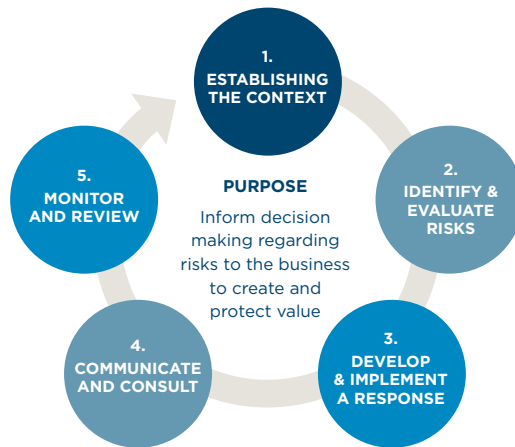 1.
ESTABLISHING
THE CONTEXT
2.
IDENTIFY &
EVALUATE
RISKS
3.
DEVELOP
& IMPLEMENT
A RESPONSE
4.
COMMUNICATE
AND CONSULT
5.
MONITOR
AND REVIEW
PURPOSE
Inform decision
making regarding
risks to the business
to create and
protect value